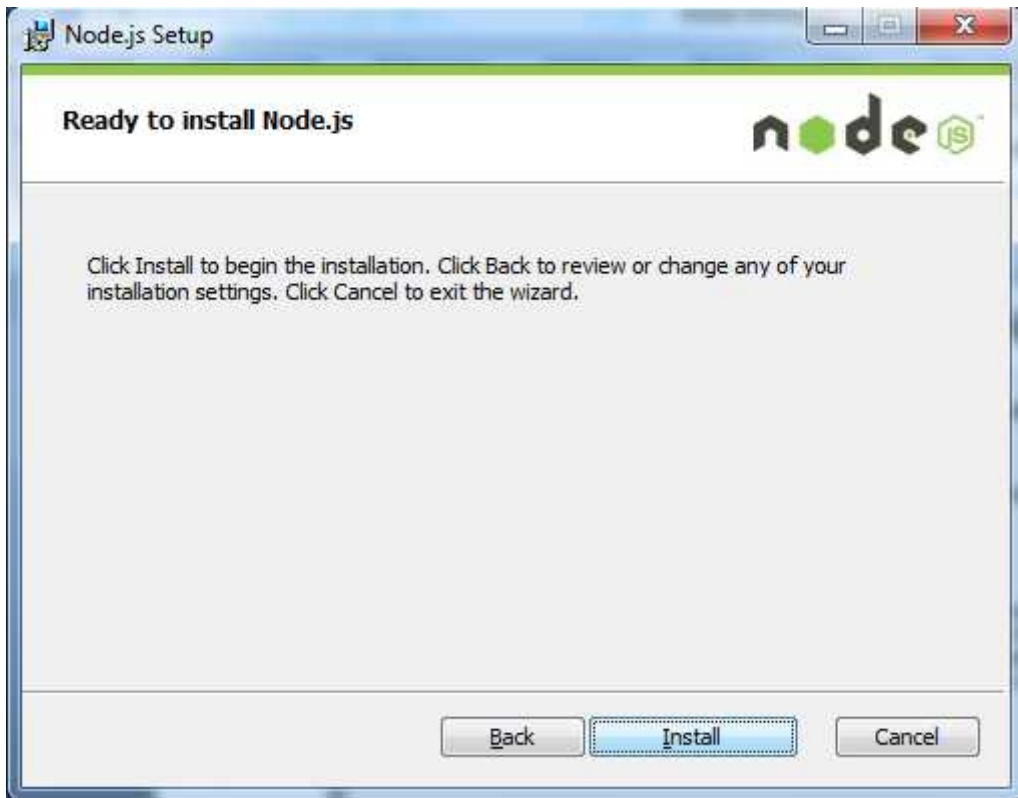 Node.js Setup
Ready to install Node.js
node JS
Click Install to begin the installation. Click Back to review or change any of your
installation settings. Click Cancel to exit the wizard.
Back Install Cancel